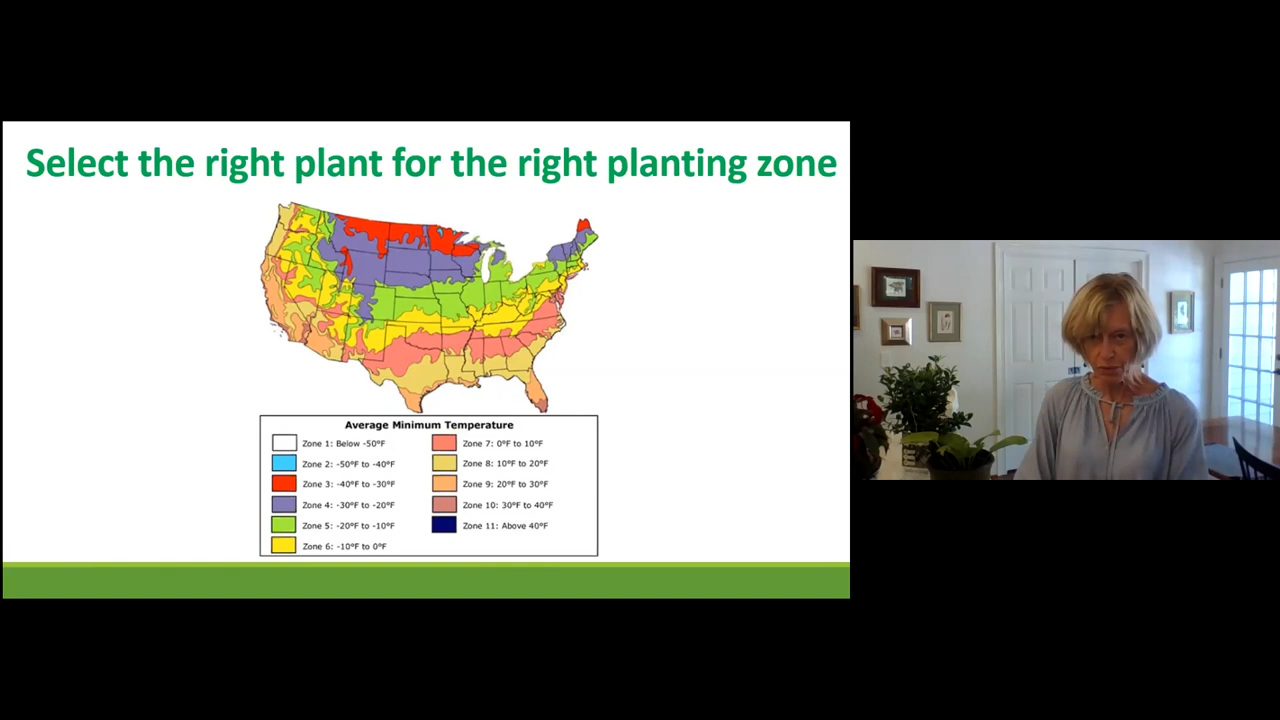 Select the right plant for the right planting zone
Average Minimum Temperature
Zone 1: Below -50°F
Zone 2: -50°F to -40°F
Zone 3: -40°F to -30°F
Zone 4: -30°F to -20°F
Zone 5: -20°F to -10°F
Zone 6: -10°F to 0°F
Zone 7: 0°F to 10°F
Zone 8: 10°F to 20°F
Zone 9: 20°F to 30°F
Zone 10: 30°F to 40°F
Zone 11: Above 40°F